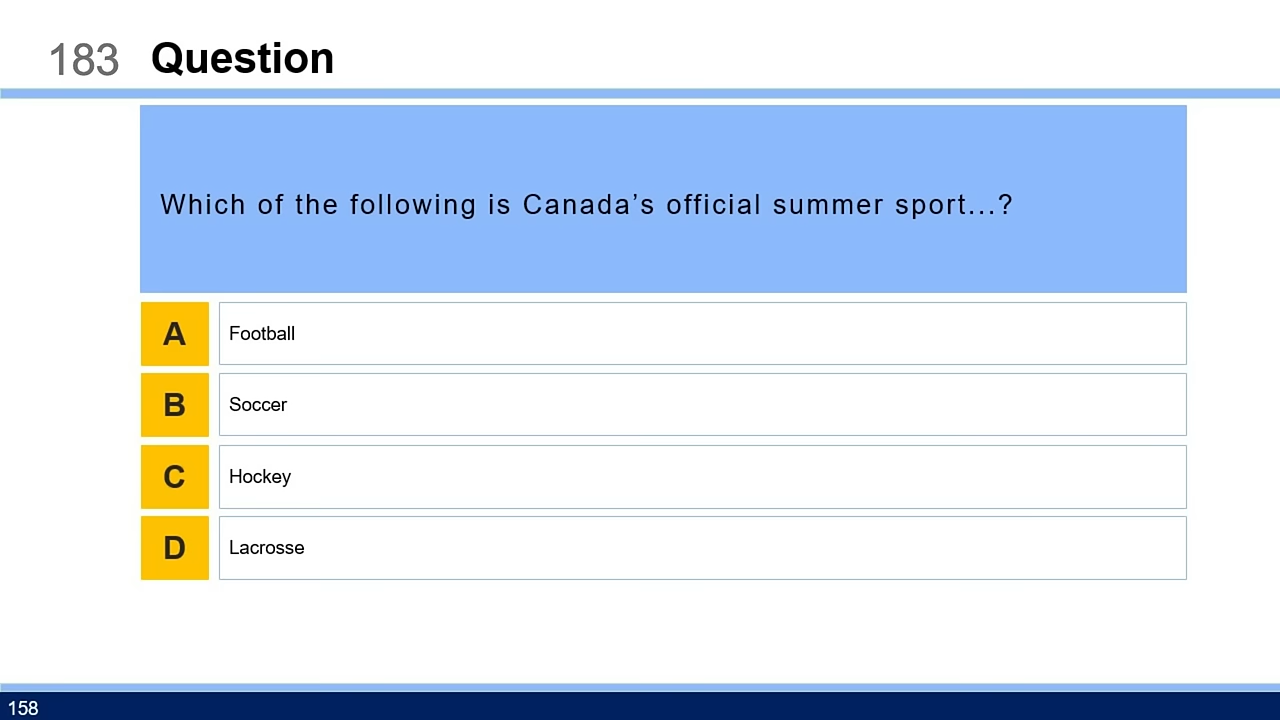 183 Question
Which of the following is Canada’s official summer sport...?
A Football
B Soccer
C Hockey
D Lacrosse
158